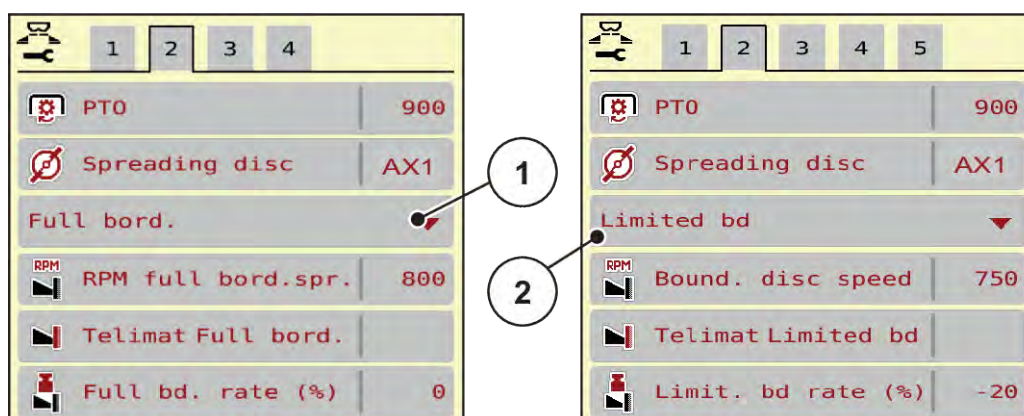 1 2 3 4
PTO 900
Spreading disc AX1
Full bord.
RPM RPM full bord.spr. 800
Telimat Full bord.
Full bd. rate (%) 0
1
2
1 2 3 4 5
PTO 900
Spreading disc AX1
Limited bd
RPM Bound. disc speed 750
Telimat Limited bd
Limit. bd rate (%) -20